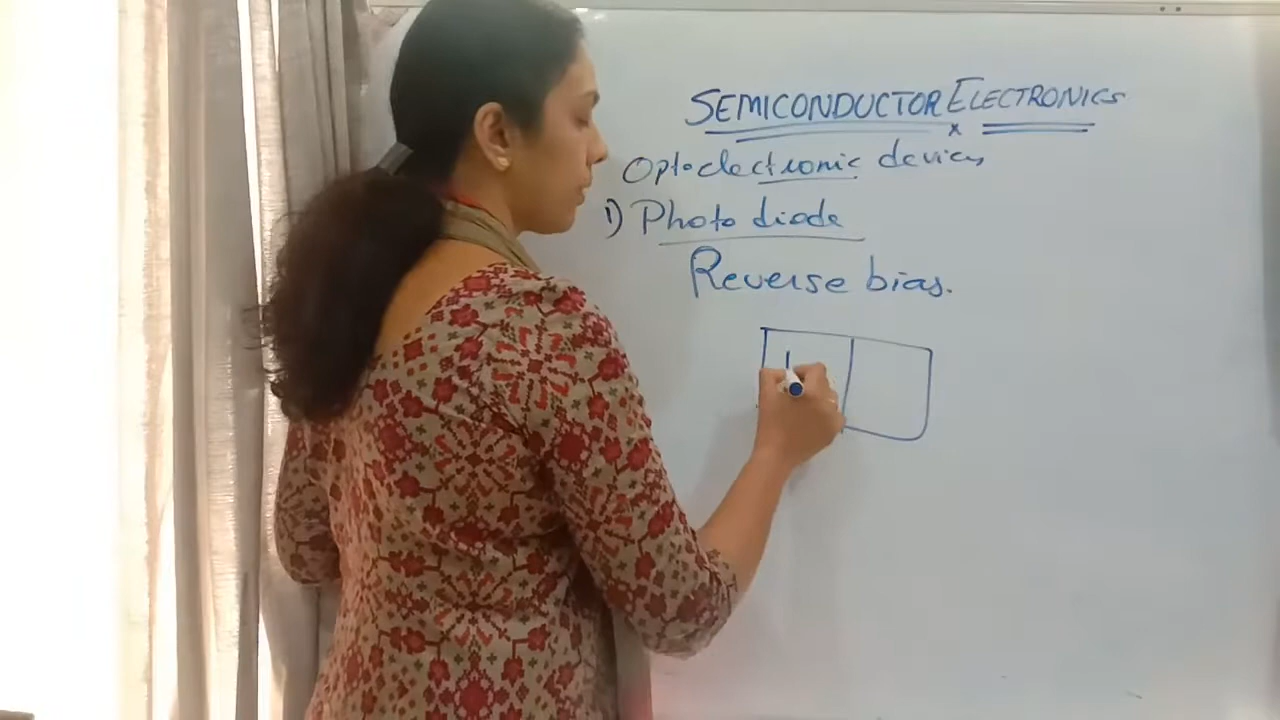 SEMICONDUCTOR ELECTRONICS
x
Optoelectronic devices
1) Photo diode
Reverse bias.